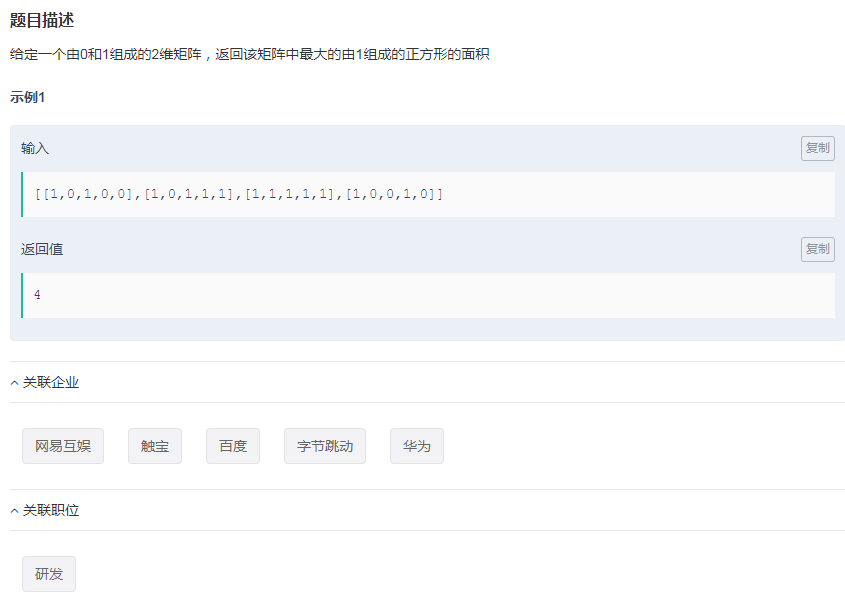 题目描述
给定一个由0和1组成的2维矩阵，返回该矩阵中最大的由1组成的正方形的面积
示例1
输入
复制
[[1,0,1,0,0],[1,0,1,1,1],[1,1,1,1,1],[1,0,0,1,0]]
返回值
复制
4
关联企业
网易互娱 触宝 百度 字节跳动 华为
关联职位
研发